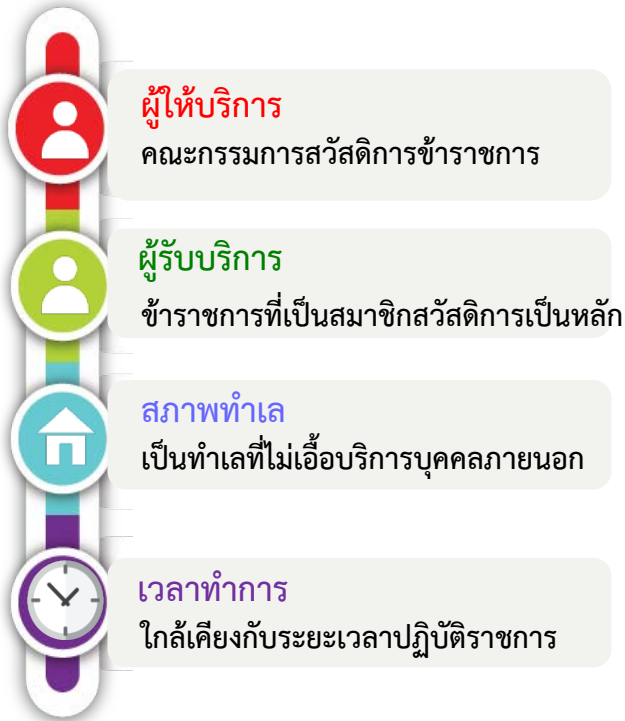 ผู้ให้บริการ
คณะกรรมการสวัสดิการข้าราชการ
ผู้รับบริการ
ข้าราชการที่เป็นสมาชิกสวัสดิการเป็นหลัก
สภาพทำเล
เป็นทำเลที่ไม่เอื้อบริการบุคคลภายนอก
เวลาทำการ
ใกล้เคียงกับระยะเวลาปฏิบัติราชการ